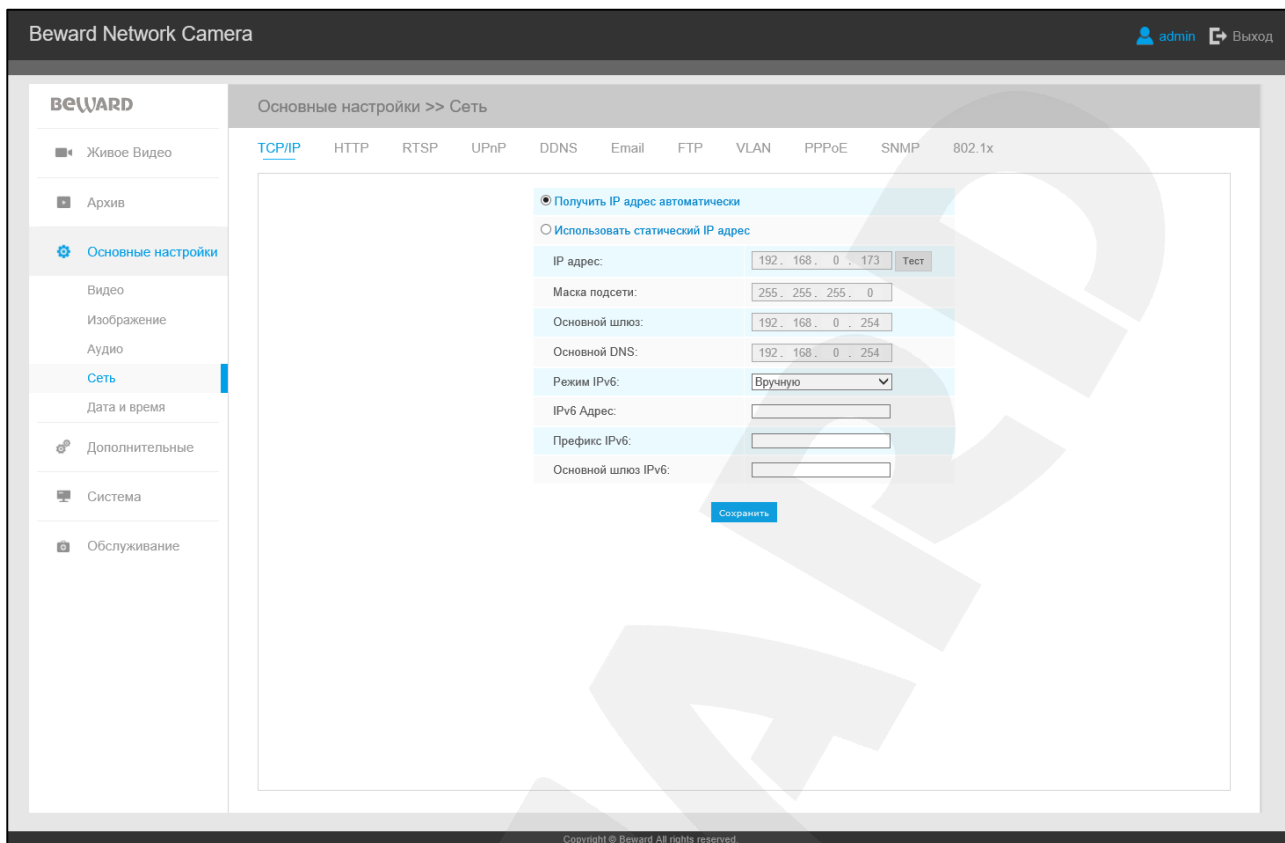 Beward Network Camera
admin Выход
BEWARD
Основные настройки >> Сеть
Живое Видео
Архив
Основные настройки
Видео
Изображение
Аудио
Сеть
Дата и время
Дополнительные
Система
Обслуживание
TCP/IP HTTP RTSP UPnP DDNS Email FTP VLAN PPPoE SNMP 802.1x
Получить IP адрес автоматически
Использовать статический IP адрес
IP адрес: 192. 168. 0 . 173 Тест
Маска подсети: 255. 255. 255. 0
Основной шлюз: 192. 168. 0 . 254
Основной DNS: 192. 168. 0 . 254
Режим IPv6: Вручную
IPv6 Адрес:
Префикс IPv6:
Основной шлюз IPv6:
Сохранить
Copyright © Beward All rights reserved.